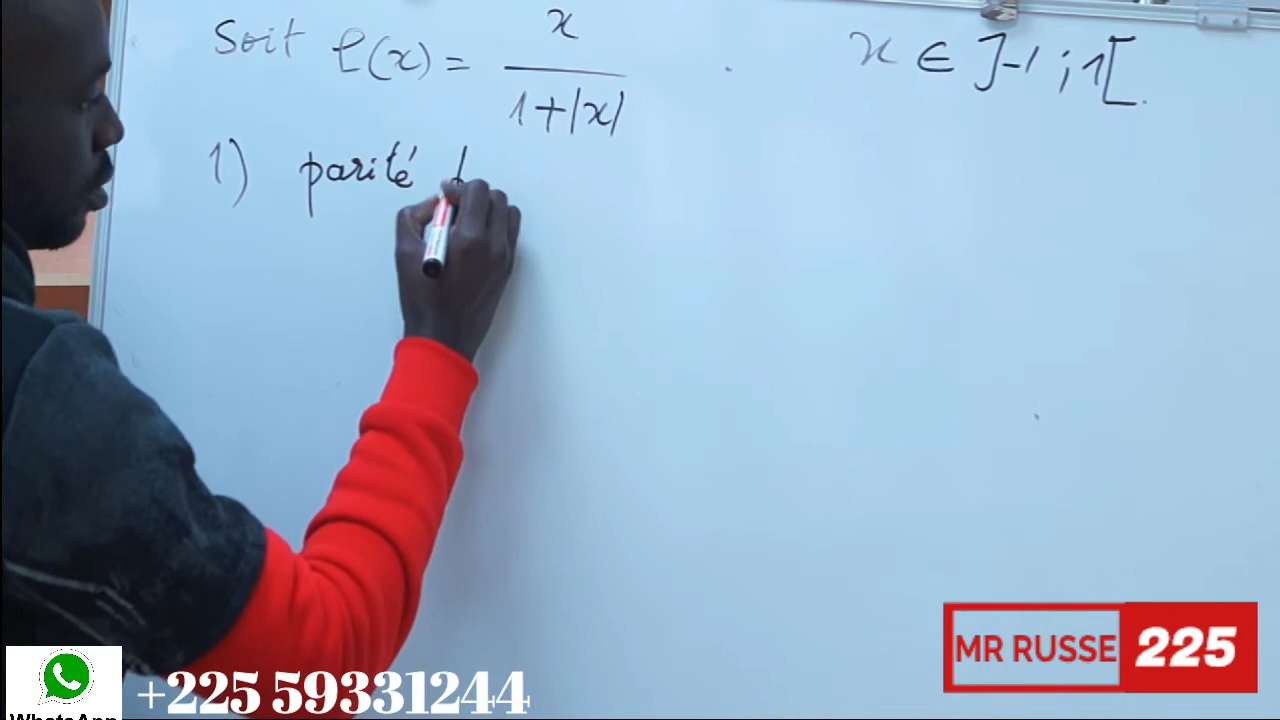 Soit f(x) = x / 1+|x| . x ∈ ]-1 ; 1[.
1) parité
MR RUSSE 225
+225 59331244
WhatsApp